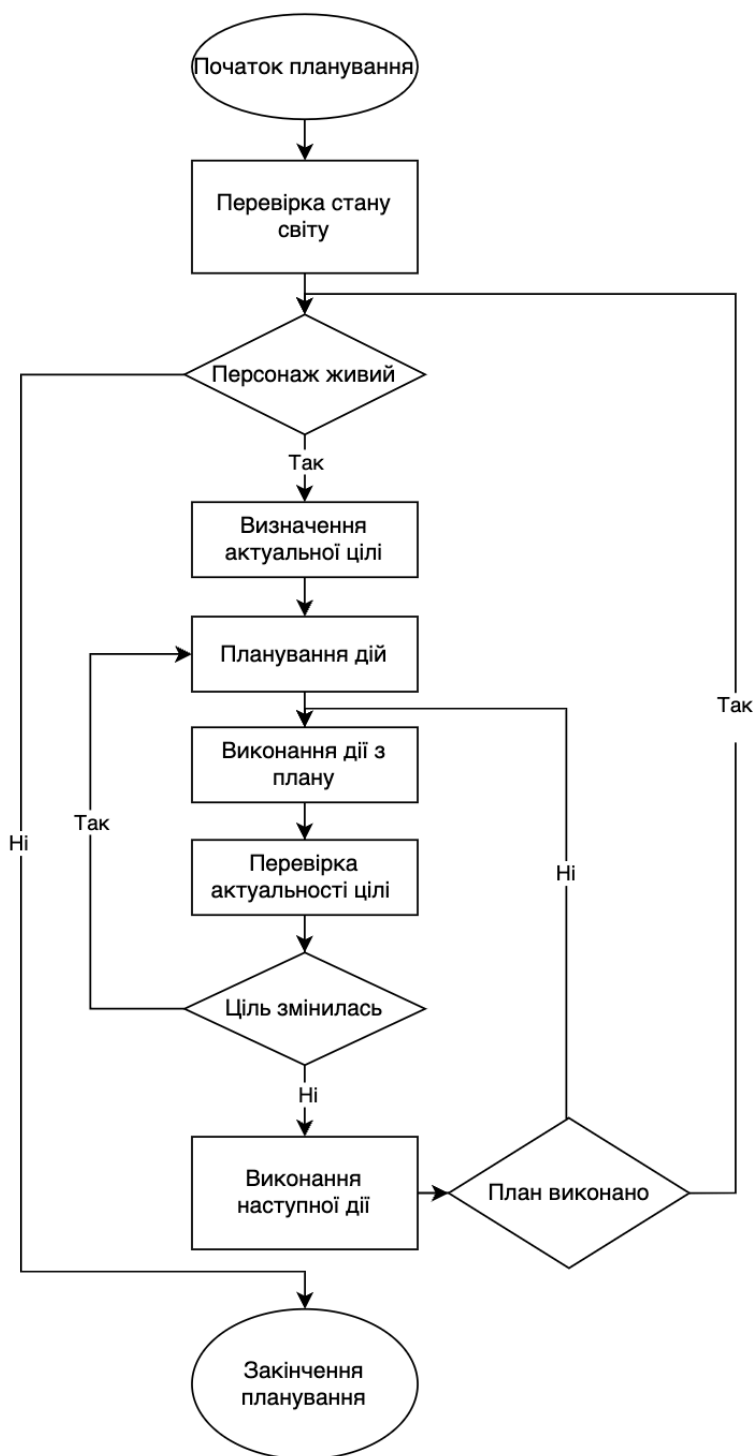 Початок планування
Перевірка стану
світу
Персонаж живий
Так
Визначення
актуальної цілі
Планування дій
Так
Виконання дії з
плану
Так
Ні
Перевірка
актуальності цілі
Ні
Ціль змінилась
Ні
Виконання
наступної дії
План виконано
Закінчення
планування